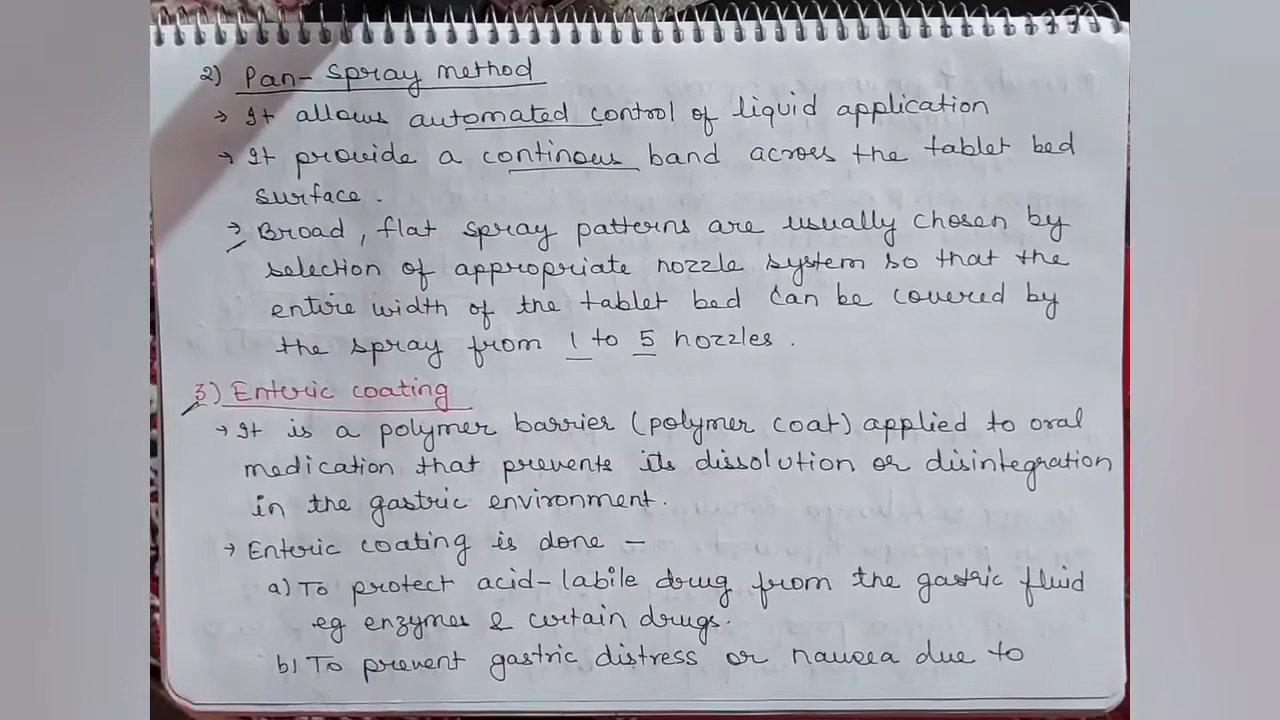 2) Pan-spray method
→ It allows automated control of liquid application
→ It provide a continous band across the tablet bed
surface.
→ Broad, flat spray patterns are usually chosen by
selection of appropriate nozzle system so that the
entire width of the tablet bed can be covered by
the spray from 1 to 5 nozzles.
3) Enteric coating
→ It is a polymer barrier (polymer coat) applied to oral
medication that prevents its dissolution or disintegration
in the gastric environment.
→ Enteric coating is done –
a) To protect acid-labile drug from the gastric fluid
eg enzymes & certain drugs.
b) To prevent gastric distress or nausea due to